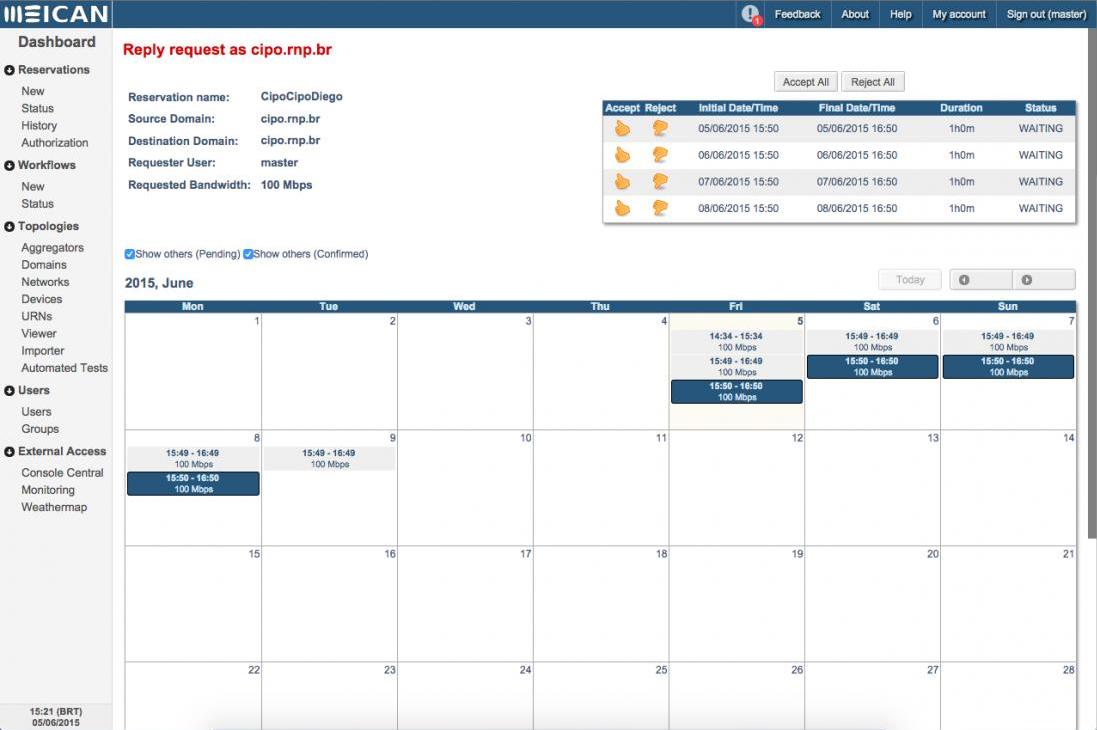 MEICAN
1
Feedback
About
Help
My account
Sign out (master)
Dashboard
Reservations
New
Status
History
Authorization
Workflows
New
Status
Topologies
Aggregators
Domains
Networks
Devices
URNs
Viewer
Importer
Automated Tests
Users
Users
Groups
External Access
Console Central
Monitoring
Weathermap
15:21 (BRT)
05/06/2015
Reply request as cipo.rnp.br
Reservation name: CipoCipoDiego
Source Domain: cipo.rnp.br
Destination Domain: cipo.rnp.br
Requester User: master
Requested Bandwidth: 100 Mbps
Accept All Reject All
Accept Reject Initial Date/Time Final Date/Time Duration Status
05/06/2015 15:50 05/06/2015 16:50 1h0m WAITING
06/06/2015 15:50 06/06/2015 16:50 1h0m WAITING
07/06/2015 15:50 07/06/2015 16:50 1h0m WAITING
08/06/2015 15:50 08/06/2015 16:50 1h0m WAITING
Show others (Pending) Show others (Confirmed)
2015, June
Today
Mon Tue Wed Thu Fri Sat Sun
1 2 3 4 5 6 7
14:34 - 15:34 15:49 - 16:49 15:49 - 16:49
100 Mbps 100 Mbps 100 Mbps
15:49 - 16:49 15:50 - 16:50 15:50 - 16:50
100 Mbps 100 Mbps 100 Mbps
15:50 - 16:50
100 Mbps
8 9 10 11 12 13 14
15:49 - 16:49 15:49 - 16:49
100 Mbps 100 Mbps
15:50 - 16:50
100 Mbps
15 16 17 18 19 20 21
22 23 24 25 26 27 28